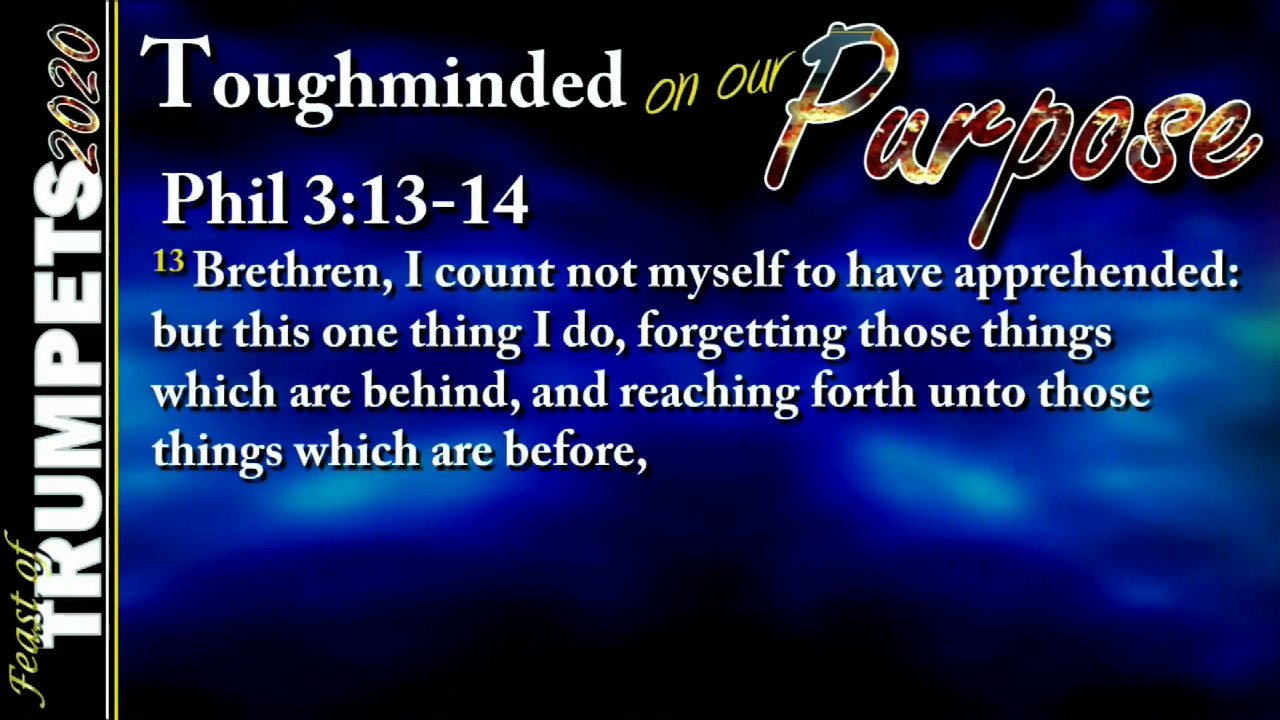 Toughminded on our Purpose
Phil 3:13-14
13 Brethren, I count not myself to have apprehended:
but this one thing I do, forgetting those things
which are behind, and reaching forth unto those
things which are before,
Feast of TRUMPETS 2020